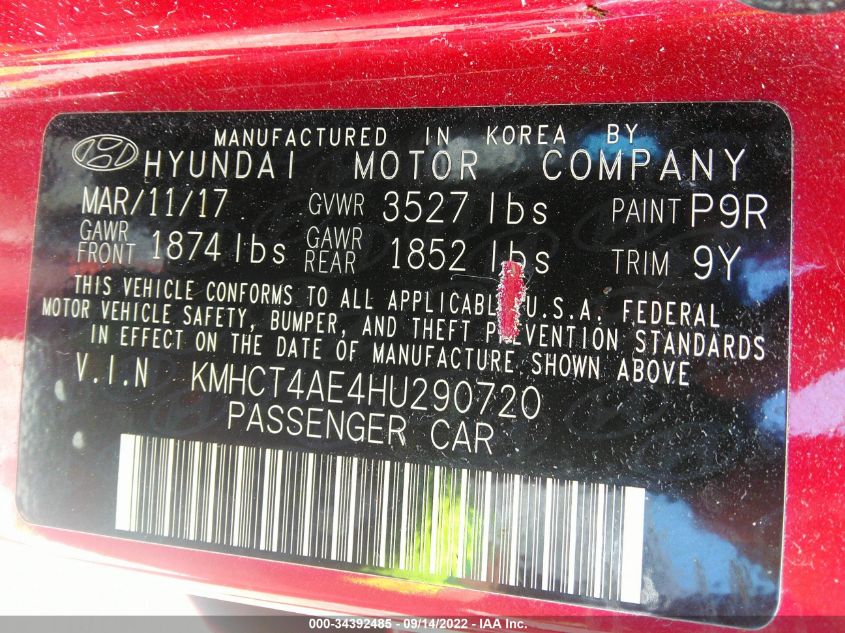 MANUFACTURED IN KOREA BY
HYUNDAI MOTOR COMPANY
MAR/11/17 GVWR 3527 lbs PAINT P9R
GAWR FRONT 1874 lbs GAWR REAR 1852 lbs TRIM 9Y
THIS VEHICLE CONFORMS TO ALL APPLICABL U.S.A. FEDERAL
MOTOR VEHICLE SAFETY, BUMPER, AND THEFT P VENTION STANDARDS
IN EFFECT ON THE DATE OF MANUFACTURE SHOWN ABOVE
V.I.N KMHCT4AE4HU290720
PASSENGER CAR
000-34392485 - 09/14/2022 - IAA Inc.